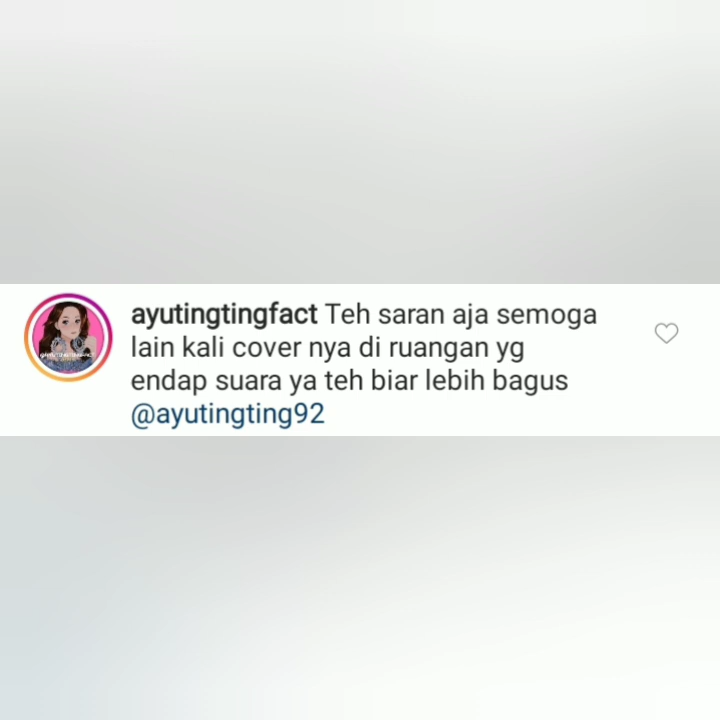 ayutingtingfact Teh saran aja semoga
lain kali cover nya di ruangan yg
endap suara ya teh biar lebih bagus
@ayutingting92